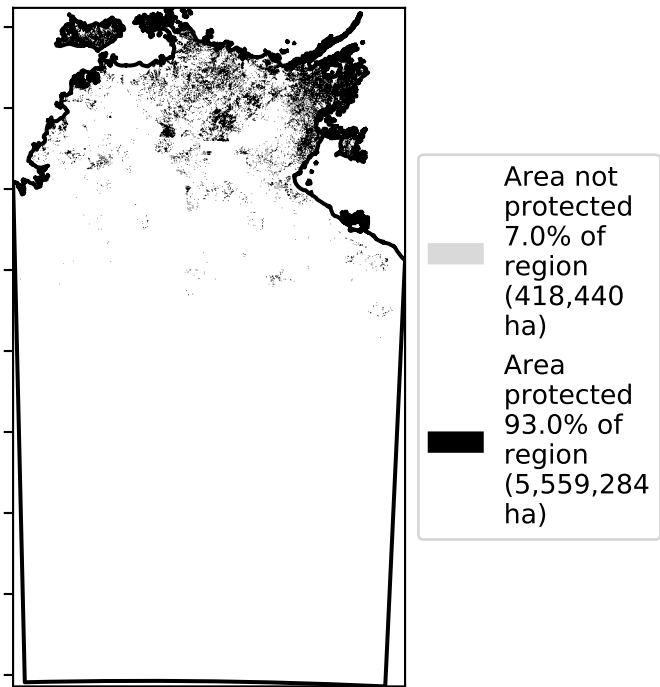 Area not
protected
7.0% of
region
(418,440
ha)
Area
protected
93.0% of
region
(5,559,284
ha)